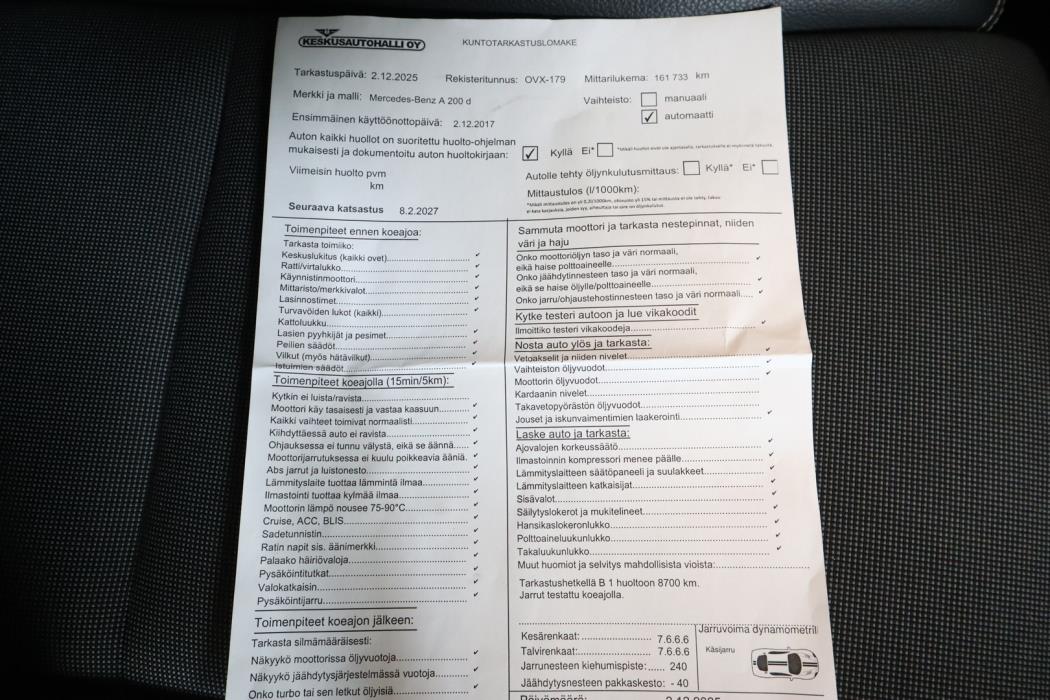 KESKUSAUTOHALLI OY
KUNTOTARKASTUSLOMAKE
Tarkastuspäivä: 2.12.2025 Rekisteritunnus: OVX-179 Mittarilukema: 161 733 km
Merkki ja malli: Mercedes-Benz A 200 d
Vaihteisto: manuaali
✓ automaatti
Ensimmäinen käyttöönottopäivä: 2.12.2017
Auton kaikki huollot on suoritettu huolto-ohjelman
mukaisesti ja dokumentoitu auton huoltokirjaan: ✓ Kyllä Ei*
Viimeisin huolto pvm
km
Autolle tehty öljynkulutusmittaus: Kyllä* Ei*
Mittaustulos (l/1000km):
Seuraava katsastus 8.2.2027
Toimenpiteet ennen koeajoa:
Tarkasta toimiiko:
Keskuslukitus (kaikki ovet) ✓
Ratti/virtalukko ✓
Käynnistinmoottori ✓
Mittaristo/merkkivalot ✓
Lasinnostimet ✓
Turvavöiden lukot (kaikki) ✓
Kattoluukku
Lasien pyyhkijät ja pesimet ✓
Peilien säädöt ✓
Vilkut (myös hätävilkut) ✓
Istuimien säädöt ✓
Toimenpiteet koeajolla (15min/5km):
Kytkin ei luista/ravista
Moottori käy tasaisesti ja vastaa kaasuun ✓
Kaikki vaihteet toimivat normaalisti ✓
Kiihdyttäessä auto ei ravista ✓
Ohjauksessa ei tunnu välystä, eikä se äännä ✓
Moottorijarrutuksessa ei kuulu poikkeavia ääniä. ✓
Abs jarrut ja luistonesto ✓
Lämmityslaite tuottaa lämmintä ilmaa ✓
Ilmastointi tuottaa kylmää ilmaa ✓
Moottorin lämpö nousee 75-90°C ✓
Cruise, ACC, BLIS ✓
Sadetunnistin ✓
Ratin napit sis. äänimerkki ✓
Palaako häiriövaloja ✓
Pysäköintitutkat ✓
Valokatkaisin ✓
Pysäköintijarru ✓
Toimenpiteet koeajon jälkeen:
Tarkasta silmämääräisesti:
Näkyykö moottorissa öljyvuotoja ✓
Näkyykö jäähdytysjärjestelmässä vuotoja ✓
Onko turbo tai sen letkut öljyisiä ✓
Sammuta moottori ja tarkasta nestepinnat, niiden
väri ja haju
Onko moottoriöljyn taso ja väri normaali,
eikä haise polttoaineelle ✓
Onko jäähdytinnesteen taso ja väri normaali,
eikä se haise öljylle/polttoaineelle ✓
Onko jarru/ohjaustehostinnesteen taso ja väri normaali ✓
Kytke testeri autoon ja lue vikakoodit
Ilmoittiko testeri vikakoodeja ✓
Nosta auto ylös ja tarkasta:
Vetoakselit ja niiden nivelet ✓
Vaihteiston öljyvuodot ✓
Moottorin öljyvuodot ✓
Kardaanin nivelet
Takavetopyörästön öljyvuodot
Jouset ja iskunvaimentimien laakerointi ✓
Laske auto ja tarkasta:
Ajovalojen korkeussäätö ✓
Ilmastoinnin kompressori menee päälle ✓
Lämmityslaitteen säätöpaneeli ja suulakkeet ✓
Lämmityslaitteen katkaisijat ✓
Sisävalot ✓
Säilytyslokerot ja mukitelineet ✓
Hansikaslokeronlukko ✓
Polttoaineluukunlukko ✓
Takaluukunlukko ✓
Muut huomiot ja selvitys mahdollisista vioista:
Tarkastushetkellä B 1 huoltoon 8700 km.
Jarrut testattu koeajolla.
Kesärenkaat: 7.6.6.6
Talvirenkaat: 7.6.6.6
Jarrunesteen kiehumispiste: 240
Jäähdytysnesteen pakkaskesto: - 40
Jarruvoima dynamometril
Käsijarru